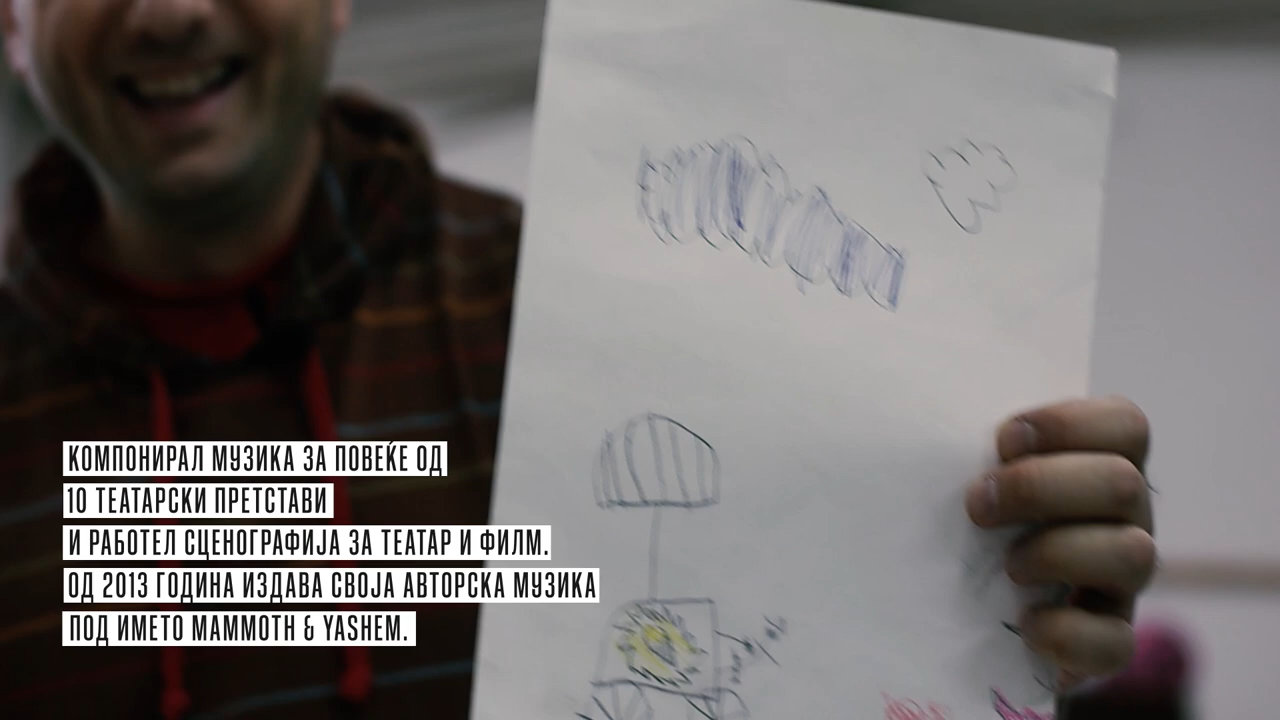 КОМПОНИРАЛ МУЗИКА ЗА ПОВЕЌЕ ОД
10 ТЕАТАРСКИ ПРЕТСТАВИ
И РАБОТЕЛ СЦЕНОГРАФИЈА ЗА ТЕАТАР И ФИЛМ.
ОД 2013 ГОДИНА ИЗДАВА СВОЈА АВТОРСКА МУЗИКА
ПОД ИМЕТО MAMMOTH & YASHEM.